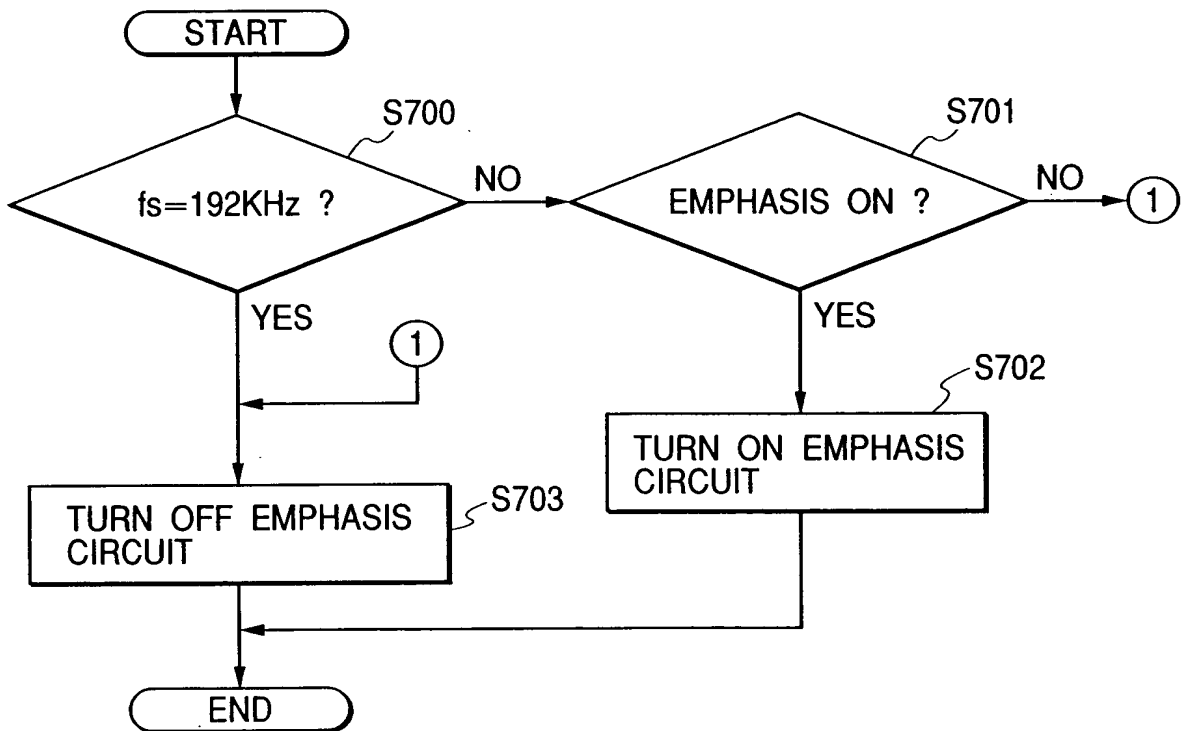 START
S700
S701
fs=192KHz ?
NO
EMPHASIS ON ?
NO
1
YES
1
YES
S702
TURN ON EMPHASIS
CIRCUIT
S703
TURN OFF EMPHASIS
CIRCUIT
END